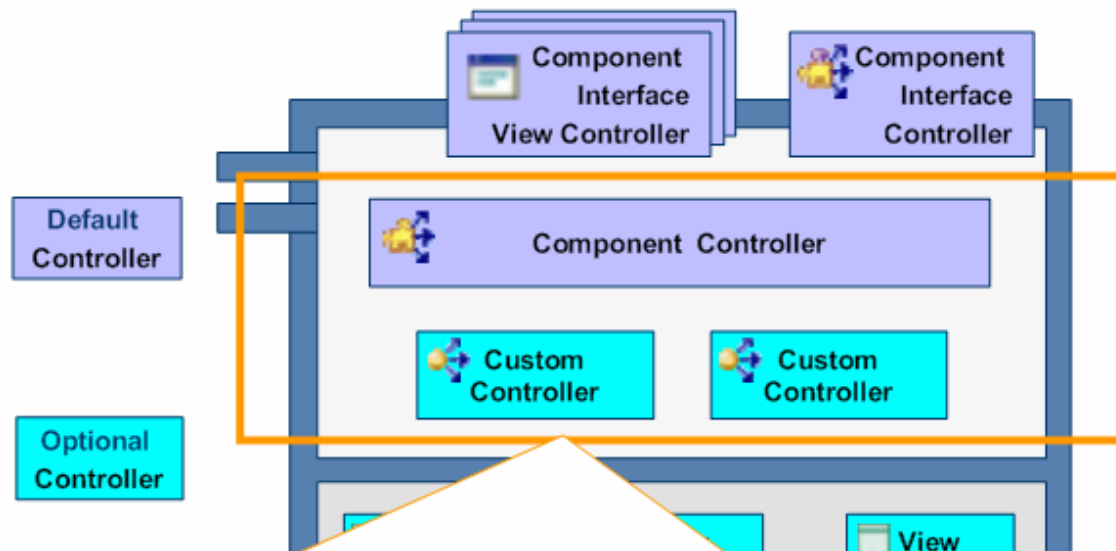 Component
Interface
View Controller
Component
Interface
Controller
Default
Controller
Component Controller
Custom
Controller
Custom
Controller
Optional
Controller
View